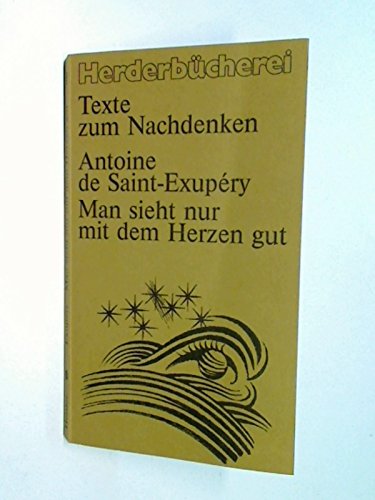 Herderbücherei
Texte
zum Nachdenken
Antoine
de Saint-Exupéry
Man sieht nur
mit dem Herzen gut